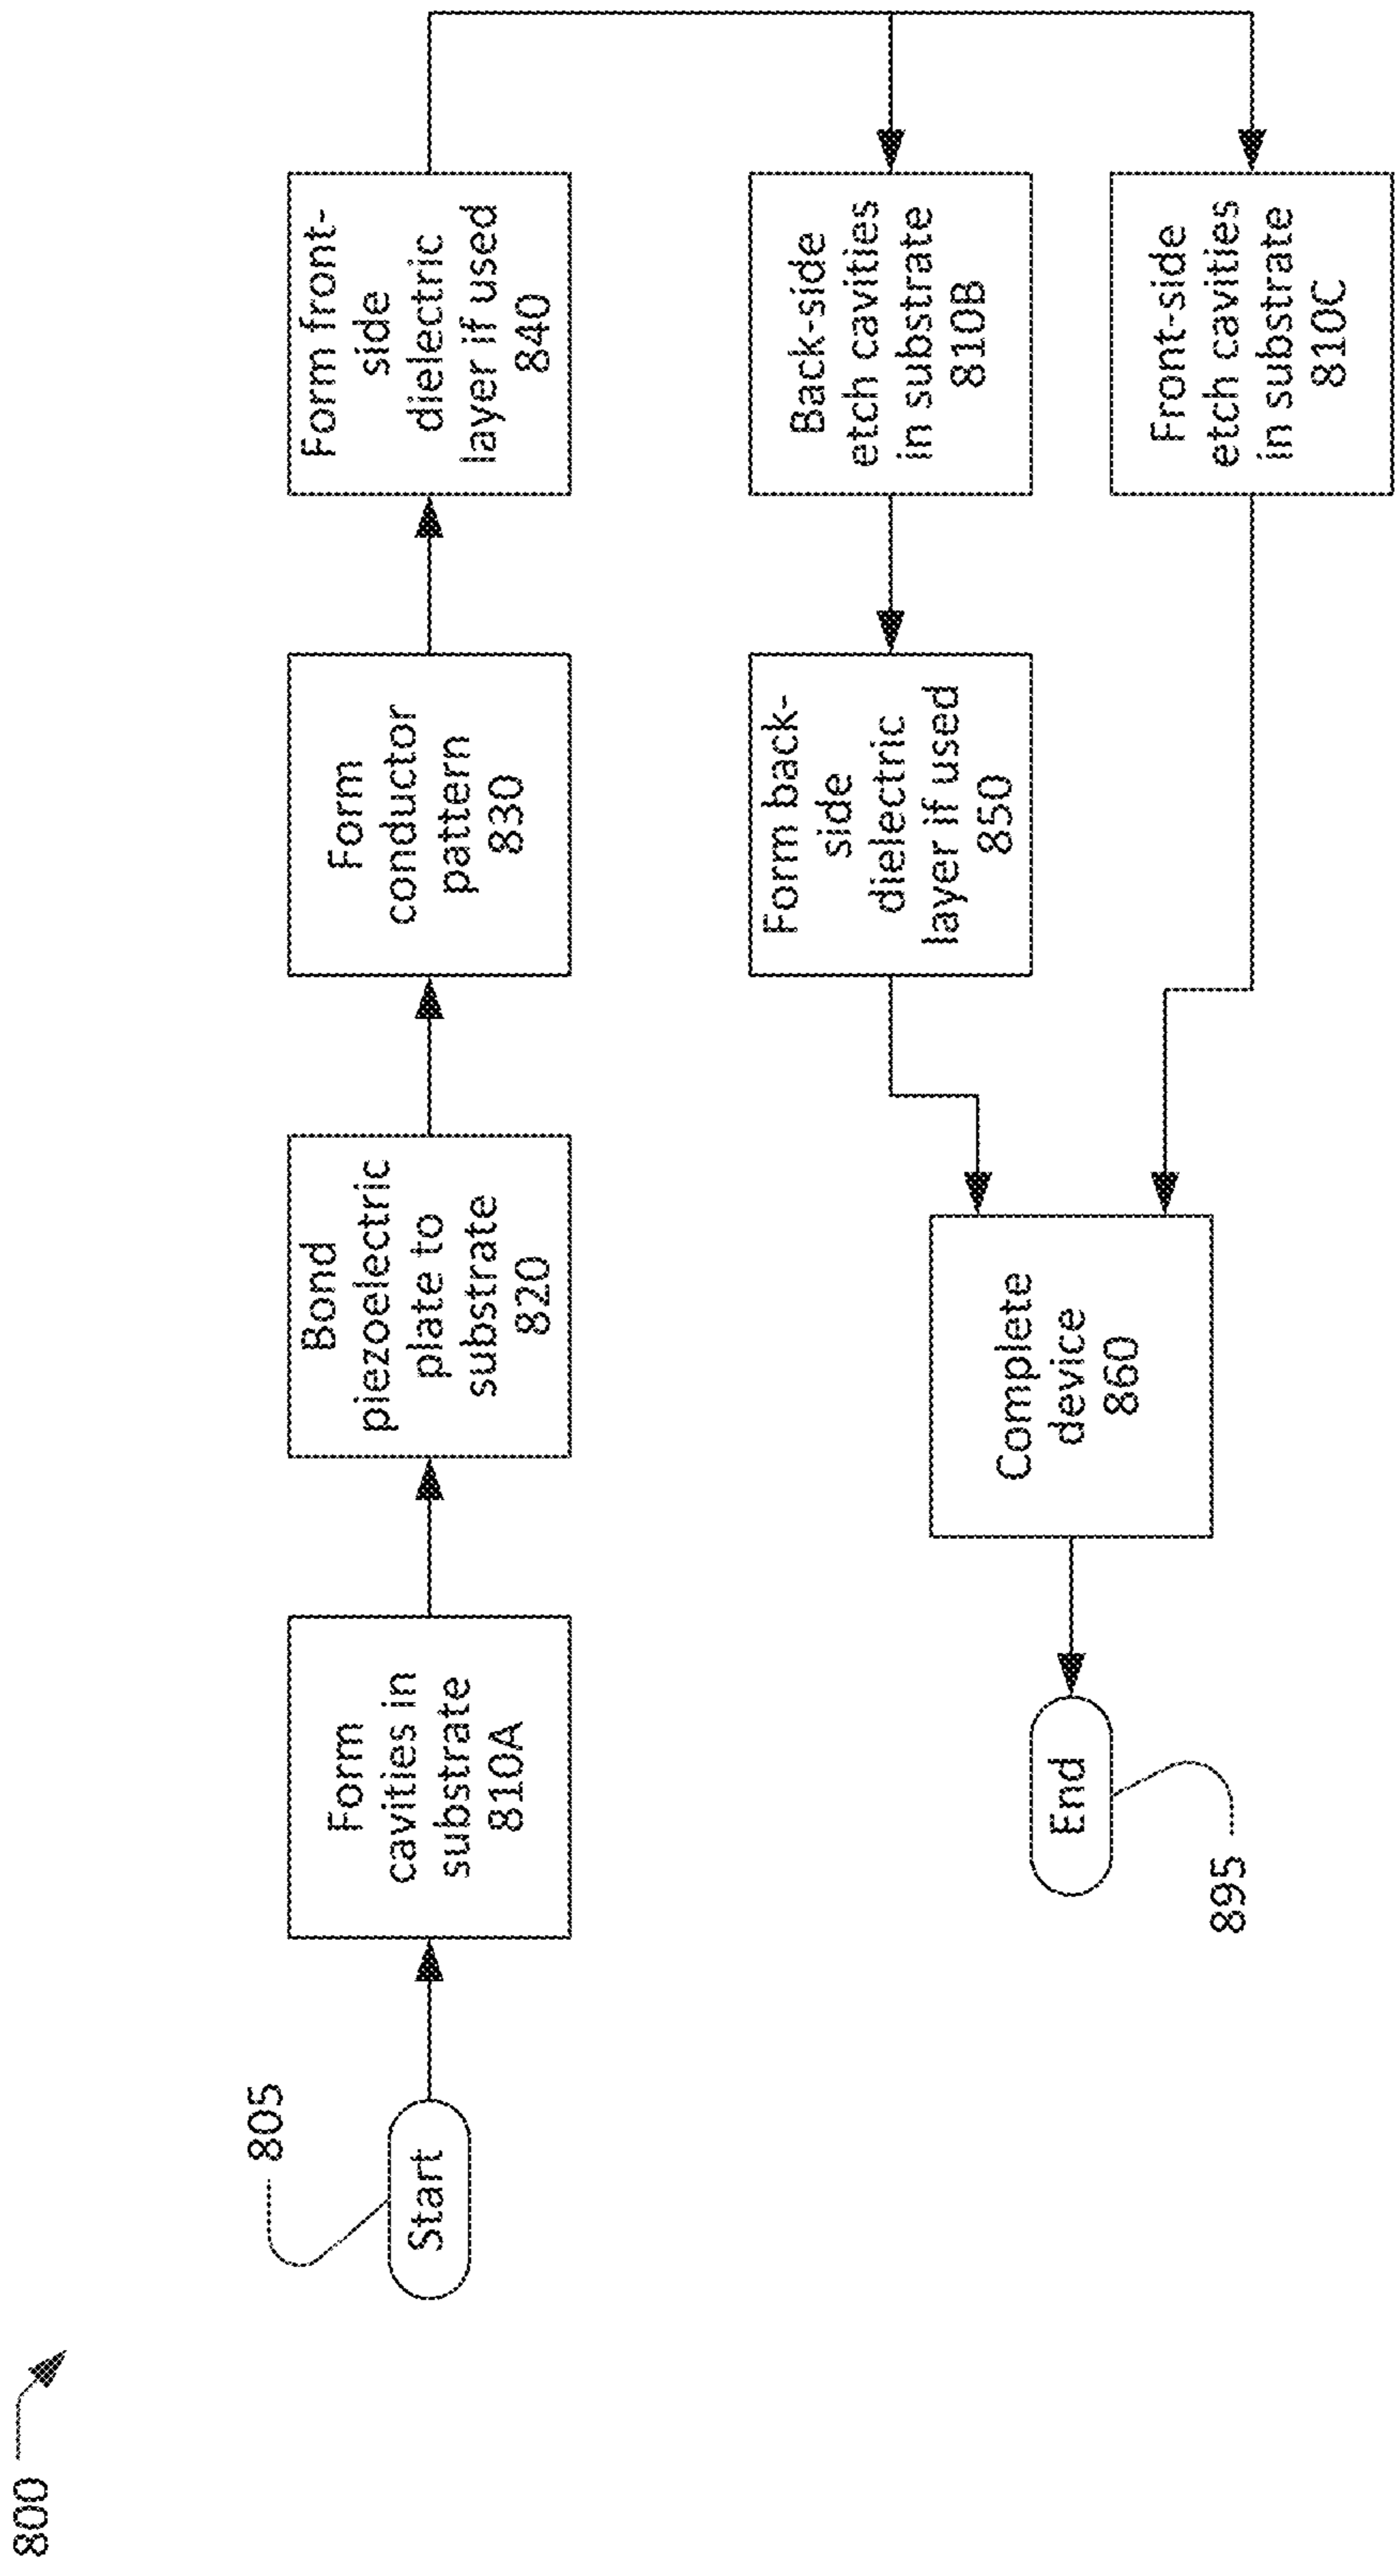 800
805
Start
Form
cavities in
substrate
810A
Bond
piezoelectric
plate to
substrate
820
Form
conductor
pattern
830
Form front-
side
dielectric
layer if used
840
Back-side
etch cavities
in substrate
810B
Form back-
side
dielectric
layer if used
850
Front-side
etch cavities
in substrate
810C
Complete
device
860
End
895